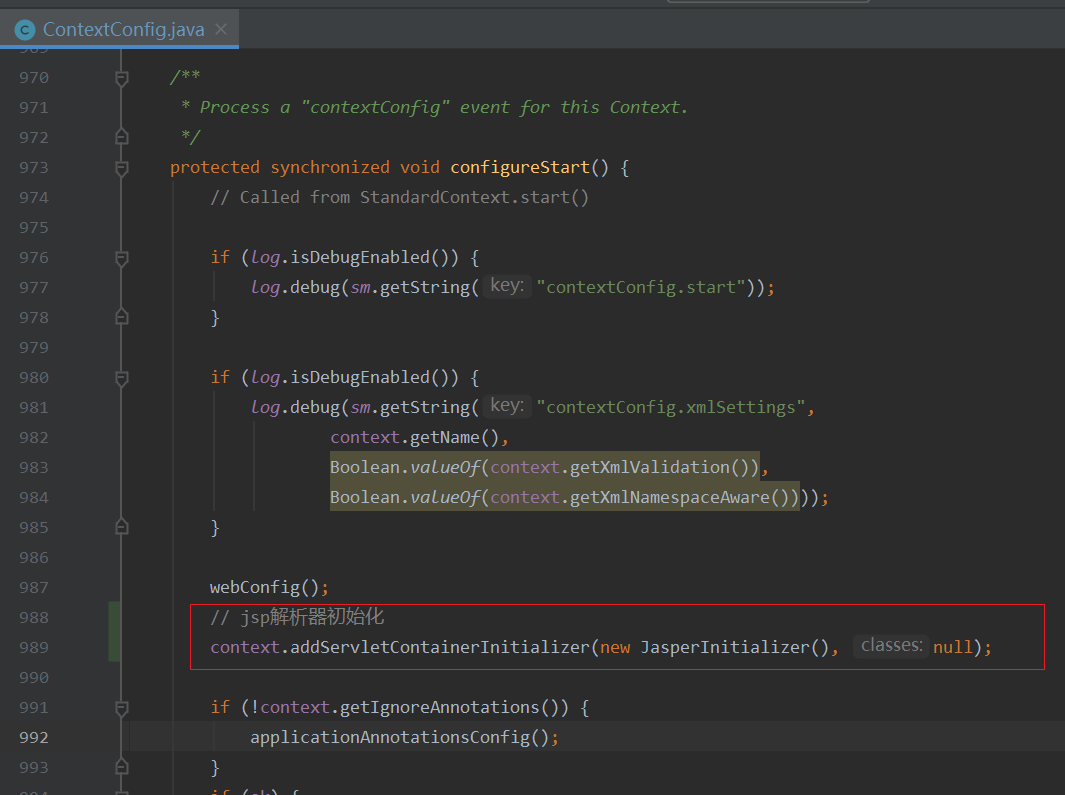 ContextConfig.java
970 /**
971 * Process a "contextConfig" event for this Context.
972 */
973 protected synchronized void configureStart() {
974 // Called from StandardContext.start()
975
976 if (log.isDebugEnabled()) {
977 log.debug(sm.getString( key: "contextConfig.start"));
978 }
979
980 if (log.isDebugEnabled()) {
981 log.debug(sm.getString( key: "contextConfig.xmlSettings",
982 context.getName(),
983 Boolean.valueOf(context.getXmlValidation()),
984 Boolean.valueOf(context.getXmlNamespaceAware())));
985 }
986
987 webConfig();
988 // jsp解析器初始化
989 context.addServletContainerInitializer(new JasperInitializer(), classes: null);
990
991 if (!context.getIgnoreAnnotations()) {
992 applicationAnnotationsConfig();
993 }